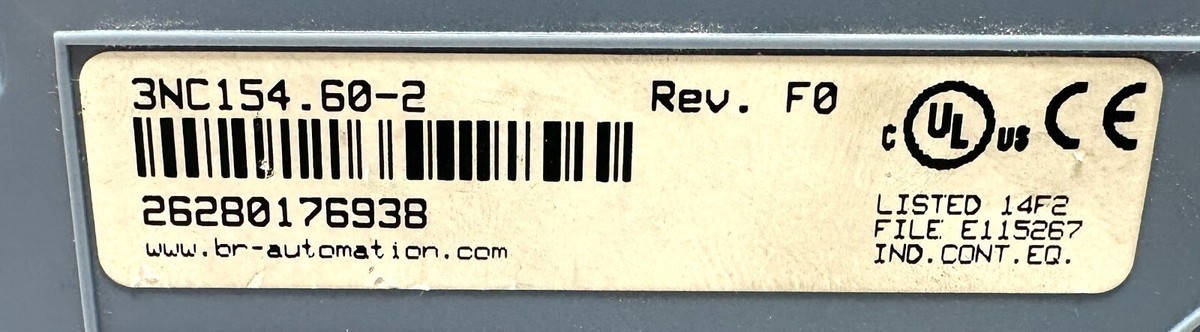 3NC154.60-2 Rev. F0
26280176938
www.br-automation.com
C UL US CE
LISTED 14F2
FILE E115267
IND.CONT.EQ.